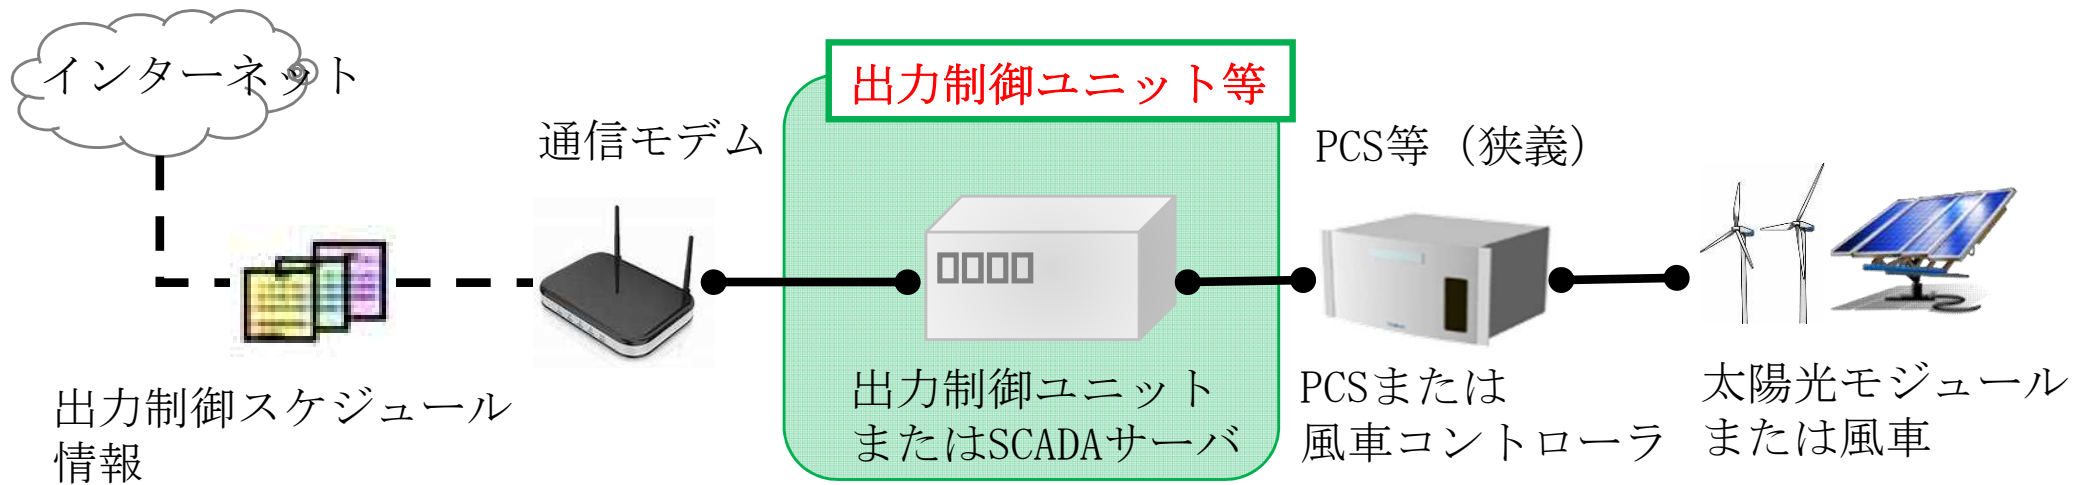 インターネット
出力制御ユニット等
通信モデム
PCS等（狭義）
出力制御スケジュール
情報
出力制御ユニット
またはSCADAサーバ
PCSまたは
風車コントローラ
太陽光モジュール
または風車